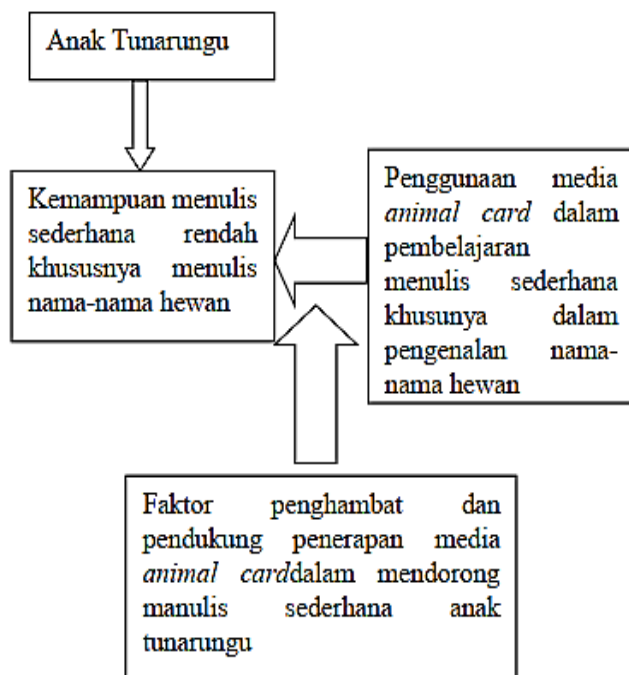 Anak Tunarungu
Kemampuan menulis
sederhana rendah
khususnya menulis
nama-nama hewan
Penggunaan media
animal card dalam
pembelajaran
menulis sederhana
khusunya dalam
pengenalan nama-
nama hewan
Faktor penghambat dan
pendukung penerapan media
animal carddalam mendorong
manulis sederhana anak
tunarungu